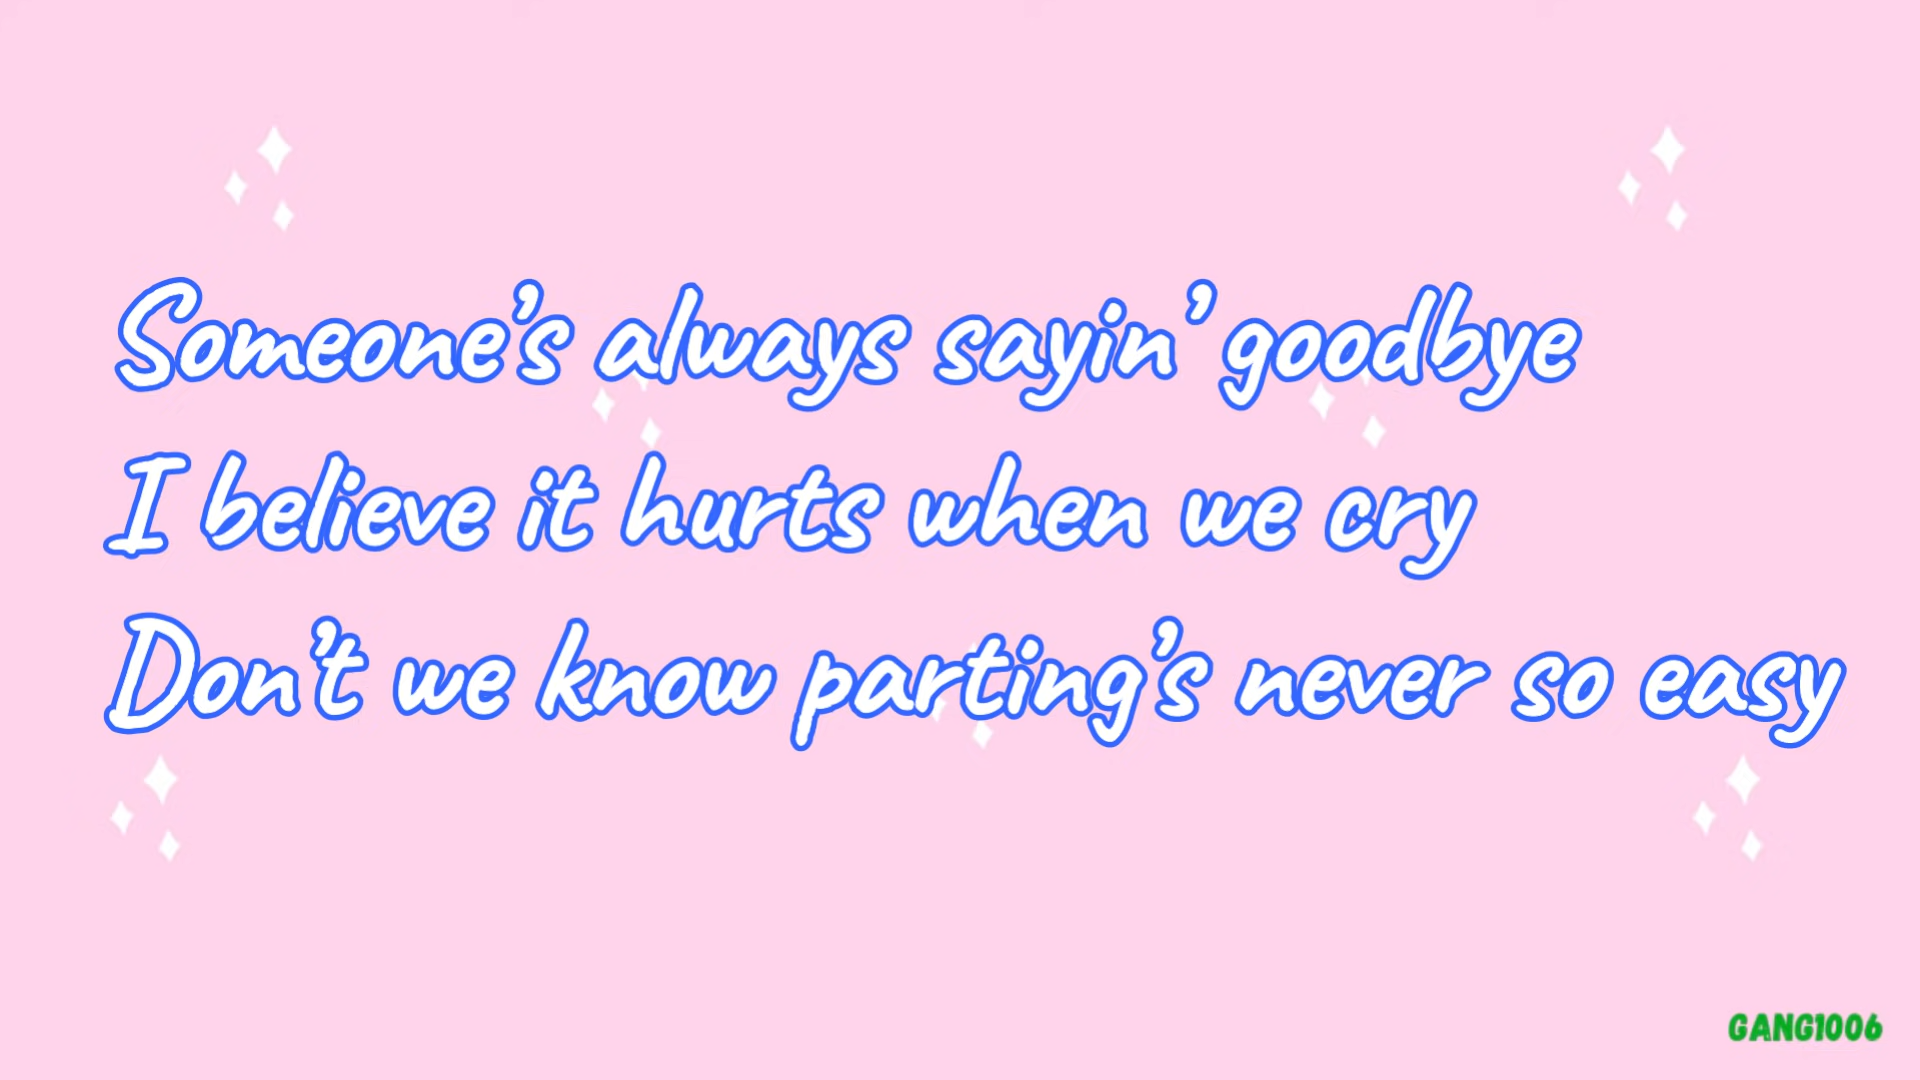 Someone's always sayin' goodbye
I believe it hurts when we cry
Don't we know parting's never so easy
GANG1006